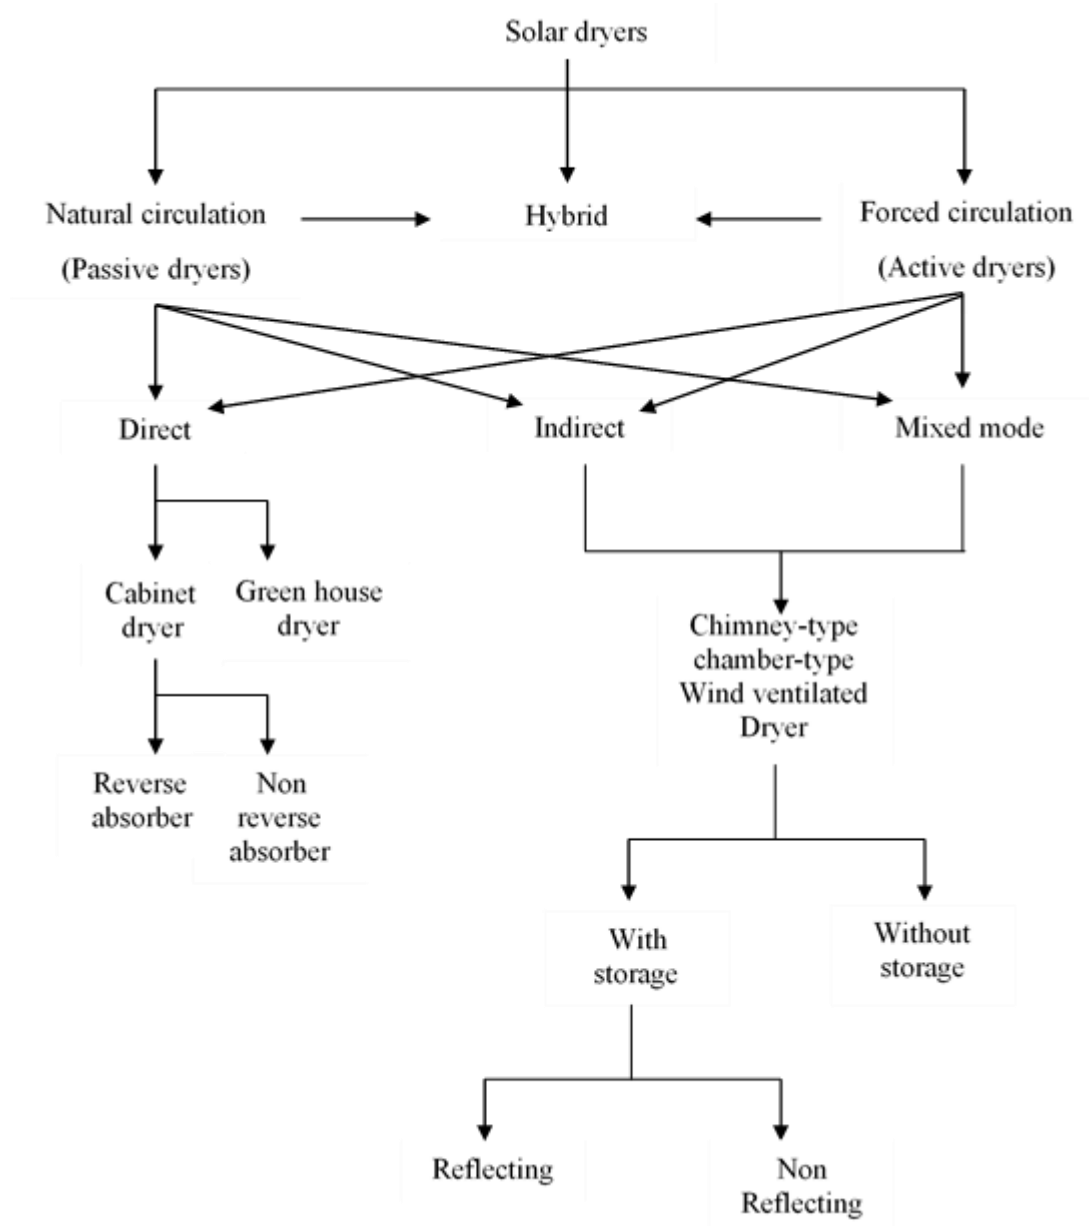 Solar dryers
Natural circulation
(Passive dryers)
Hybrid
Forced circulation
(Active dryers)
Direct
Indirect
Mixed mode
Cabinet
dryer
Green house
dryer
Chimney-type
chamber-type
Wind ventilated
Dryer
Reverse
absorber
Non
reverse
absorber
With
storage
Without
storage
Reflecting
Non
Reflecting